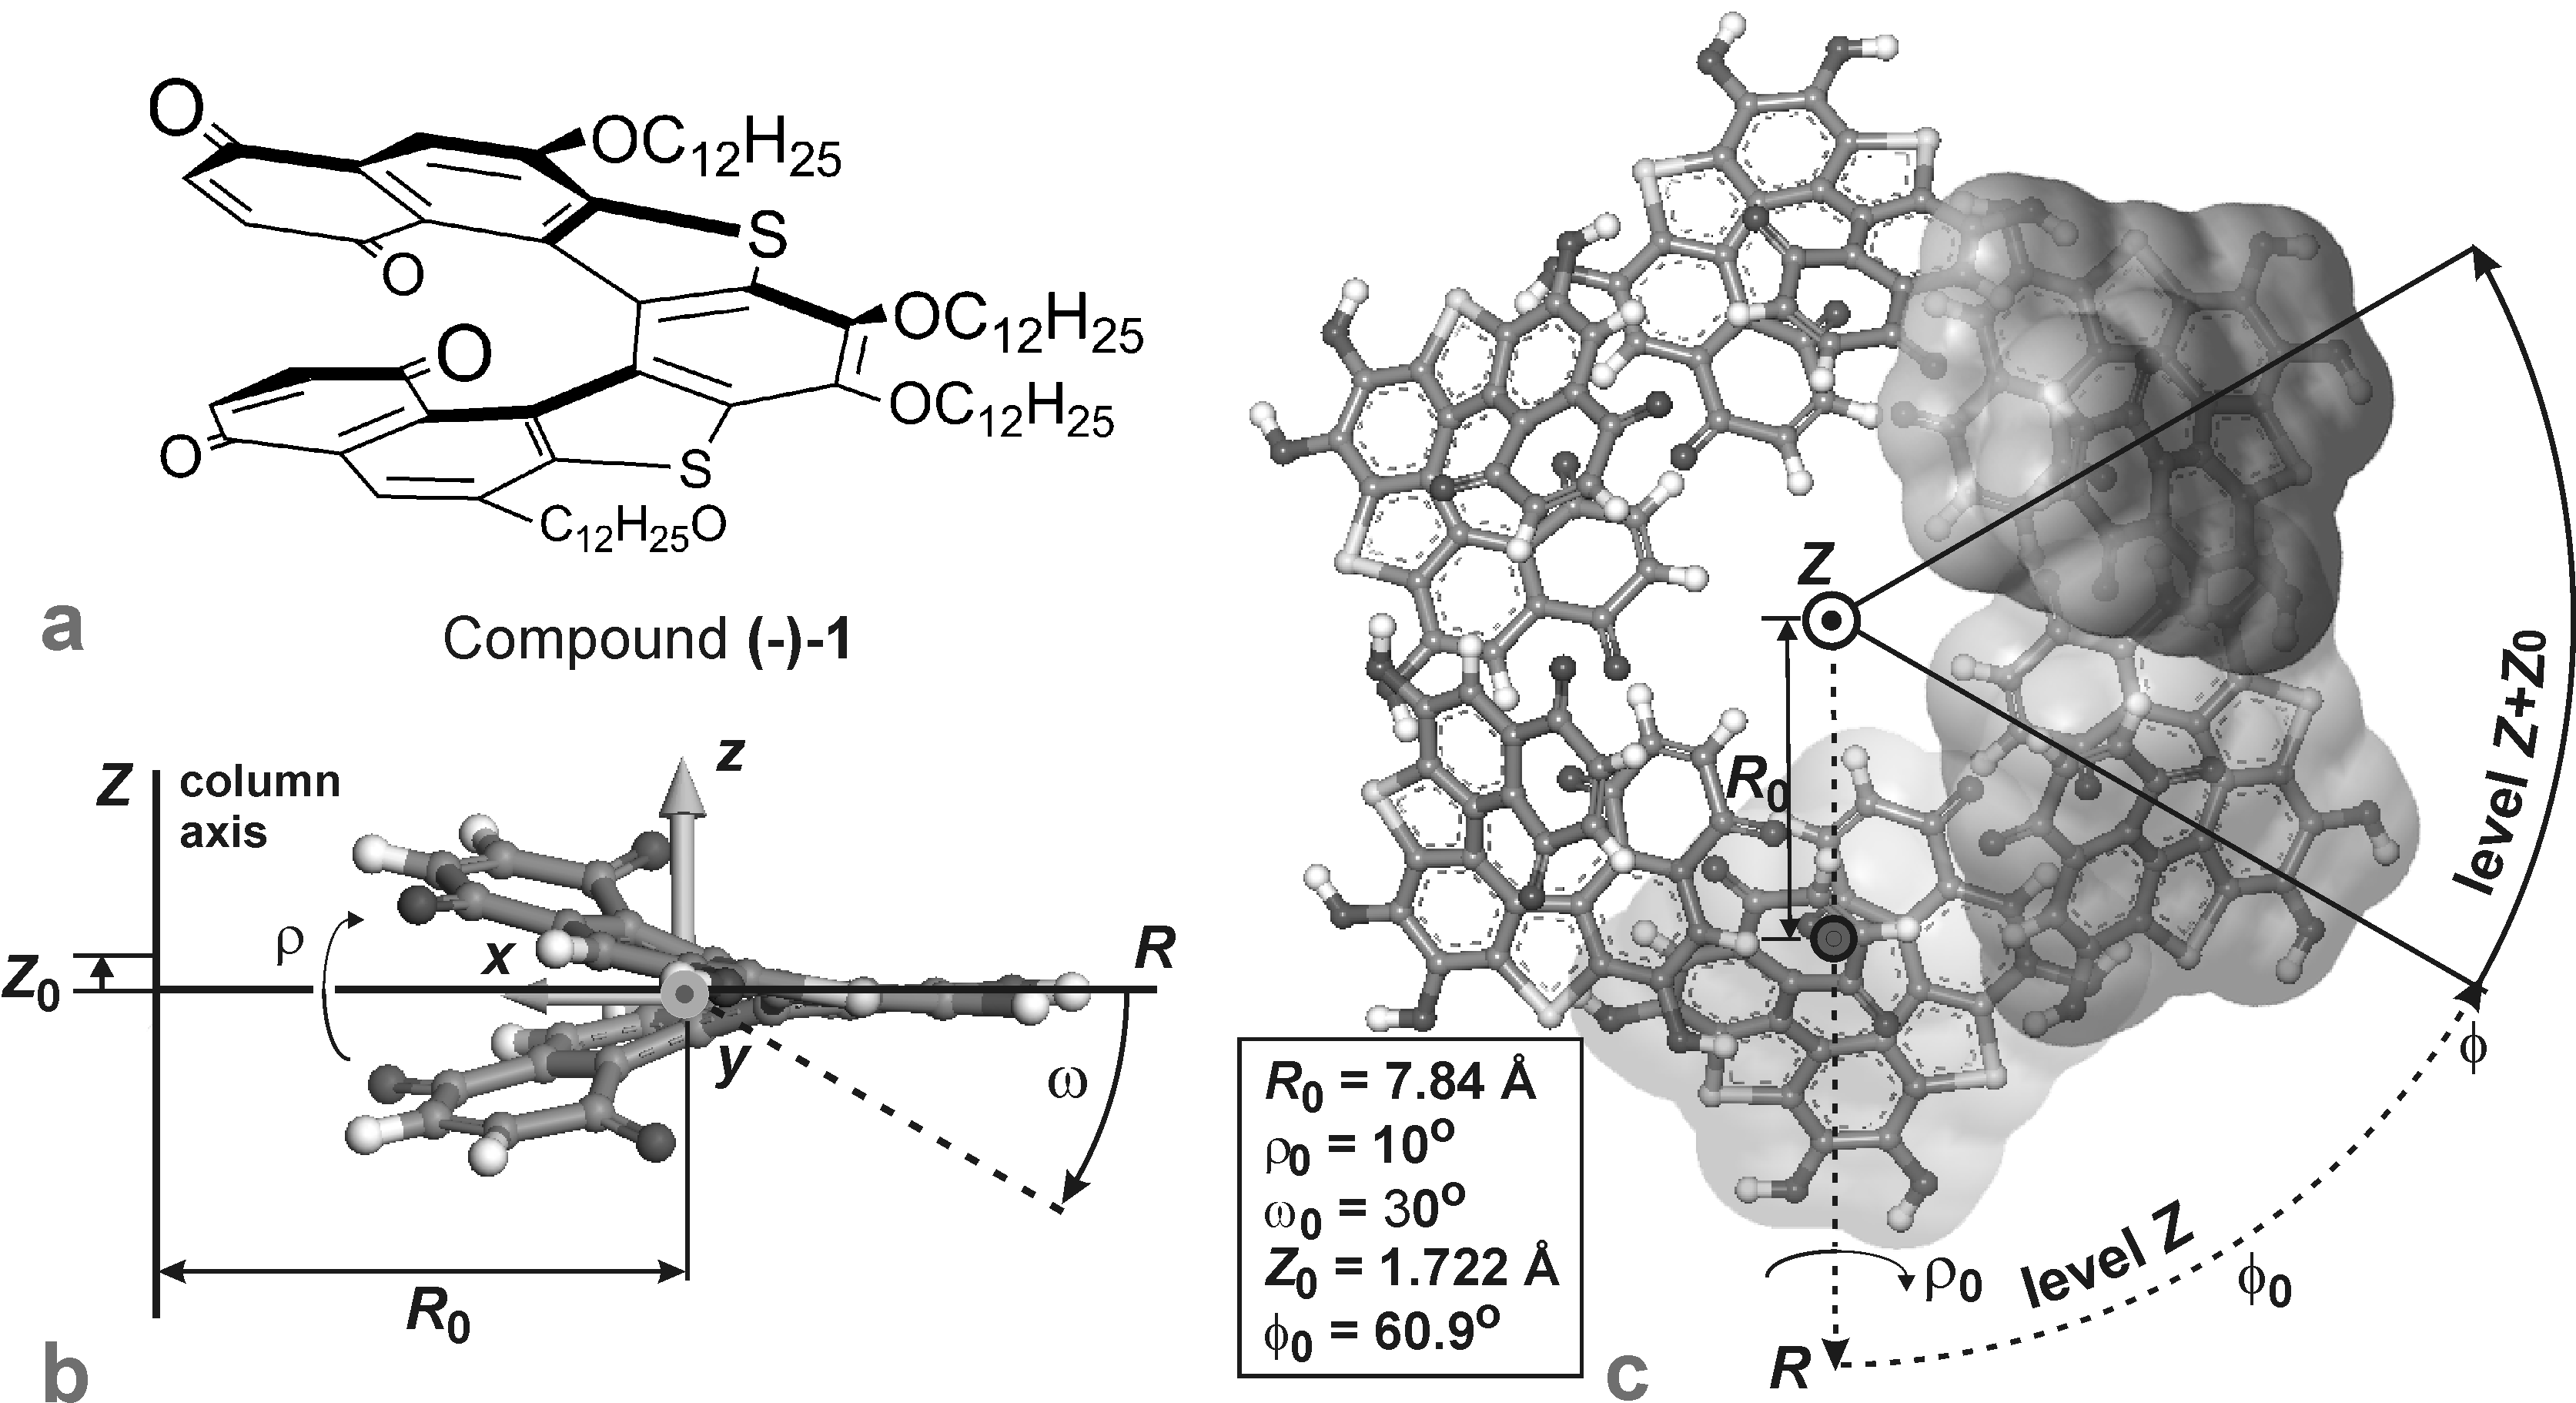 O
OC12H25
S
O
O
OC12H25
OC12H25
O
S
C12H25O
a
Compound (-)-1
Z
column
axis
z
ρ
x
R
Z0
y
ω
R0
b
Z
R0
level Z+Z0
ϕ
R0 = 7.84 Å
ρ0 = 10o
ω0 = 30o
Z0 = 1.722 Å
ϕ0 = 60.9o
level Z
ρ0
ϕ0
R
c